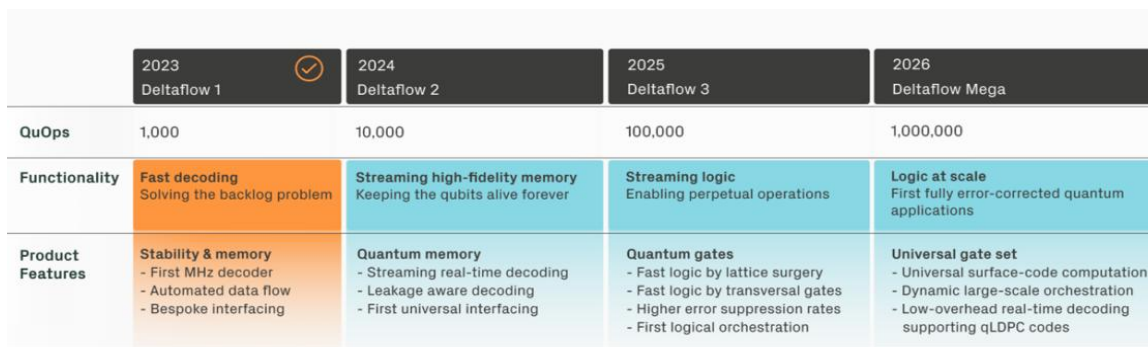 2023
Deltaflow 1
2024
Deltaflow 2
2025
Deltaflow 3
2026
Deltaflow Mega
QuOps
1,000
10,000
100,000
1,000,000
Functionality
Fast decoding
Solving the backlog problem
Streaming high-fidelity memory
Keeping the qubits alive forever
Streaming logic
Enabling perpetual operations
Logic at scale
First fully error-corrected quantum
applications
Product
Features
Stability & memory
- First MHz decoder
- Automated data flow
- Bespoke interfacing
Quantum memory
- Streaming real-time decoding
- Leakage aware decoding
- First universal interfacing
Quantum gates
- Fast logic by lattice surgery
- Fast logic by transversal gates
- Higher error suppression rates
- First logical orchestration
Universal gate set
- Universal surface-code computation
- Dynamic large-scale orchestration
- Low-overhead real-time decoding
supporting qLDPC codes